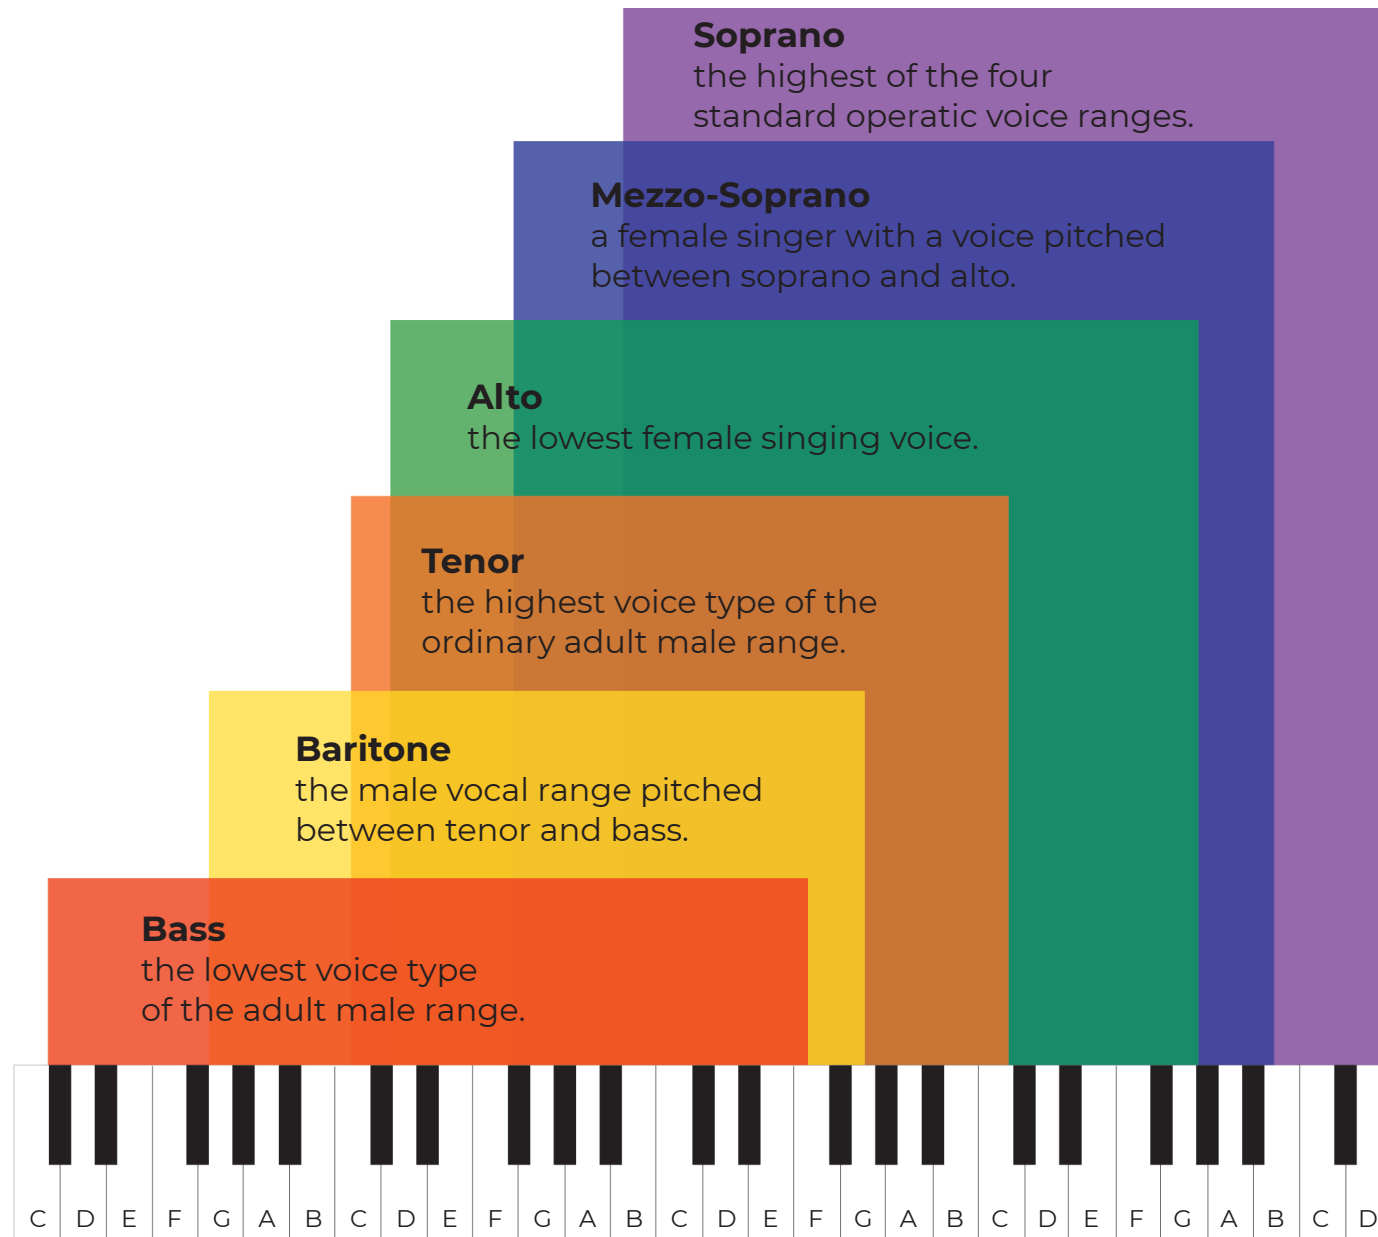 Soprano
the highest of the four
standard operatic voice ranges.
Mezzo-Soprano
a female singer with a voice pitched
between soprano and alto.
Alto
the lowest female singing voice.
Tenor
the highest voice type of the
ordinary adult male range.
Baritone
the male vocal range pitched
between tenor and bass.
Bass
the lowest voice type
of the adult male range.
C D E F G A B C D E F G A B C D E F G A B C D E F G A B C D